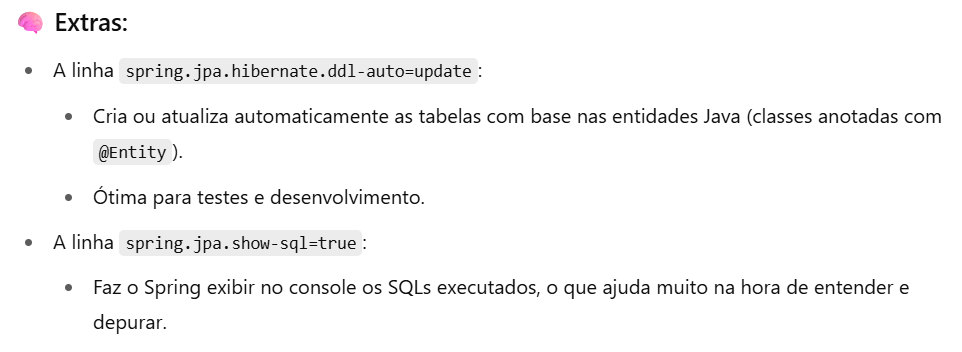 🧠 Extras:
• A linha spring.jpa.hibernate.ddl-auto=update:
• Cria ou atualiza automaticamente as tabelas com base nas entidades Java (classes anotadas com
@Entity).
• Ótima para testes e desenvolvimento.
• A linha spring.jpa.show-sql=true:
• Faz o Spring exibir no console os SQLs executados, o que ajuda muito na hora de entender e
depurar.